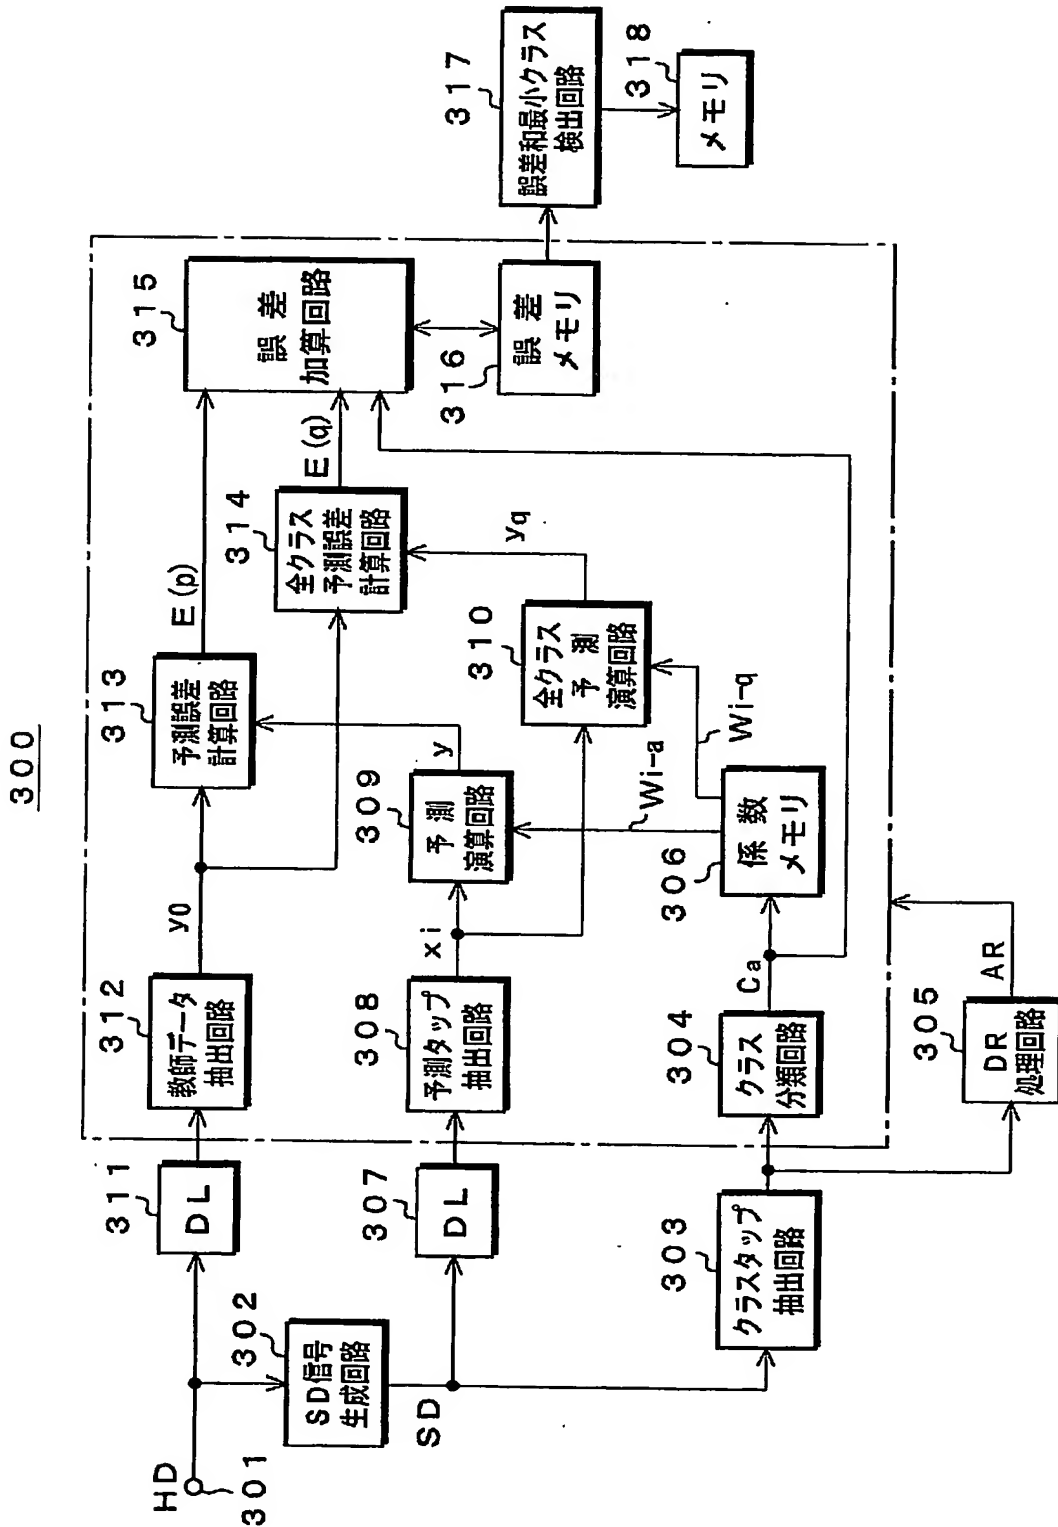 300
HD
301
302
SD信号
生成回路
SD
311
DL
307
DL
303
クラスタップ
抽出回路
312
教師データ
抽出回路
308
予測タップ
抽出回路
304
クラス
分類回路
305
DR
処理回路
AR
y0
xi
Ca
313
予測誤差
計算回路
309
予測
演算回路
306
係数
メモリ
y
Wi-a
Wi-q
310
全クラス
予測
演算回路
yq
314
全クラス
予測誤差
計算回路
E(p)
E(q)
315
誤差
加算回路
316
誤差
メモリ
317
誤差和最小クラス
検出回路
318
メモリ